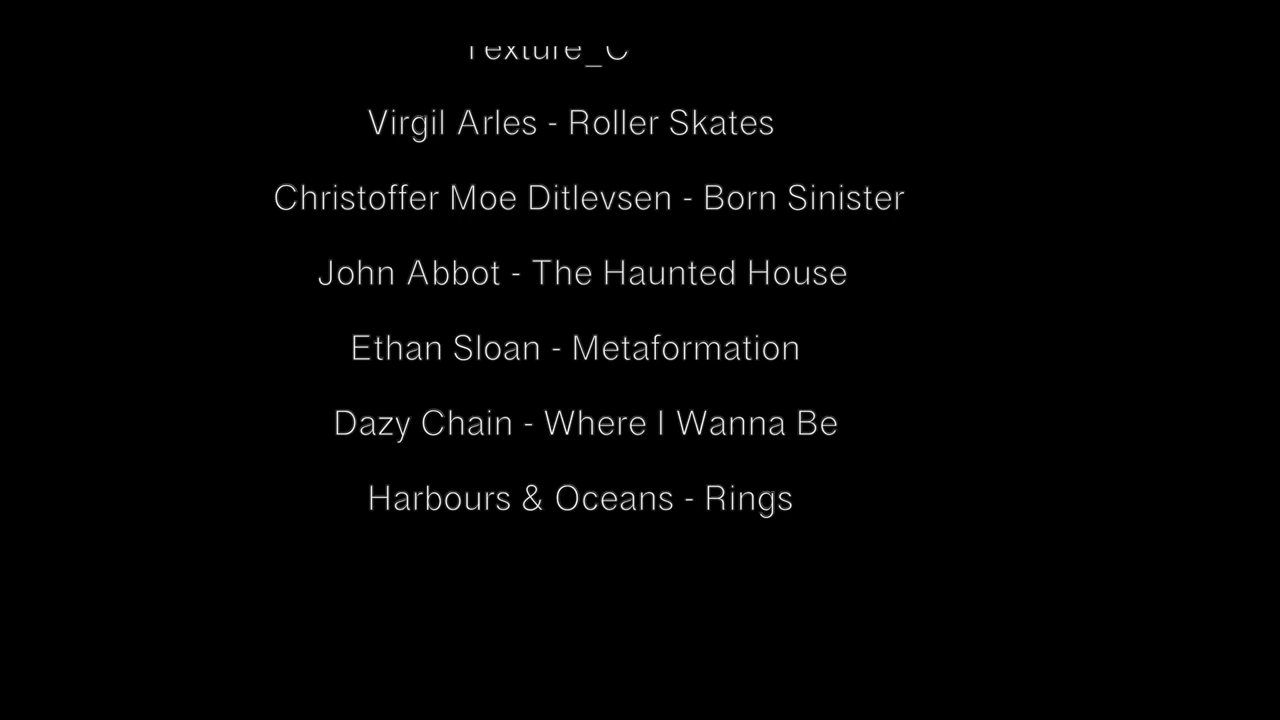 Texture_C
Virgil Arles - Roller Skates
Christoffer Moe Ditlevsen - Born Sinister
John Abbot - The Haunted House
Ethan Sloan - Metaformation
Dazy Chain - Where I Wanna Be
Harbours & Oceans - Rings